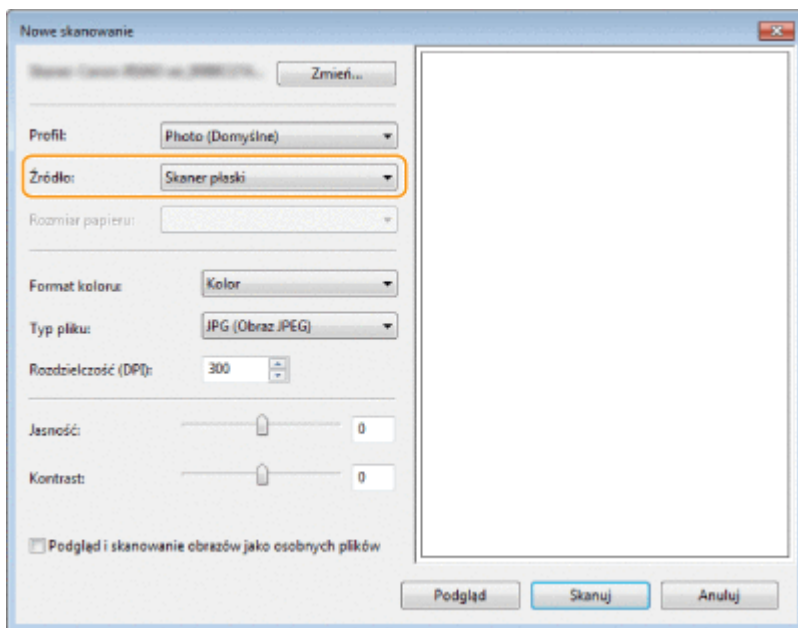 Nowe skanowanie
Zmień...
Profil: Photo (Domyślne)
Źródło: Skaner płaski
Rozmiar papieru:
Format koloru: Kolor
Typ pliku: JPG (Obraz JPEG)
Rozdzielczość (DPI): 300
Jasność: 0
Kontrast: 0
Podgląd i skanowanie obrazów jako osobnych plików
Podgląd Skanuj Anuluj